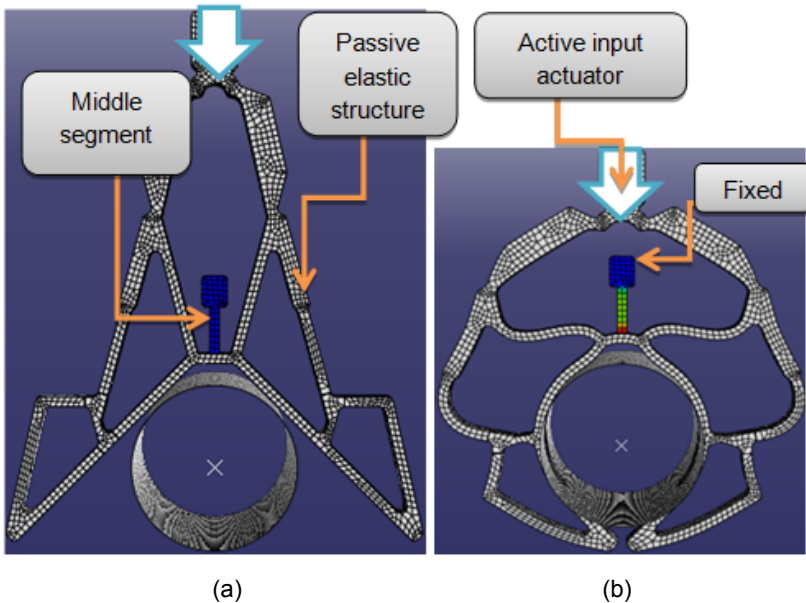 Middle
segment
Passive
elastic
structure
Active input
actuator
Fixed
(a)
(b)